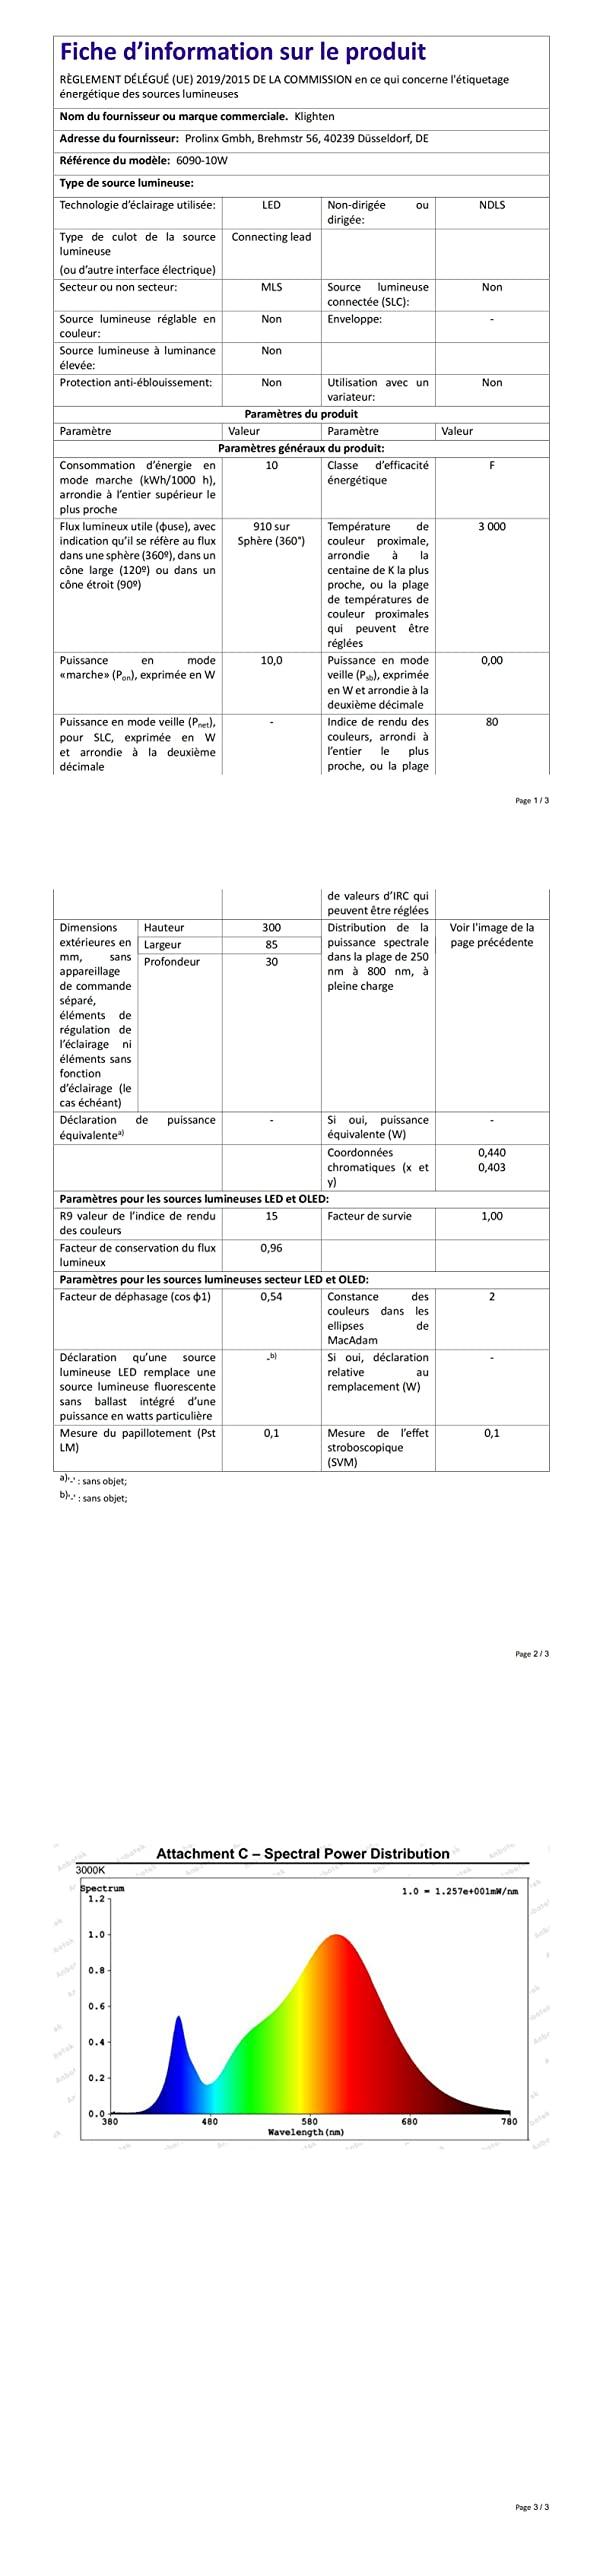 Fiche d’information sur le produit
RÈGLEMENT DÉLÉGUÉ (UE) 2019/2015 DE LA COMMISSION en ce qui concerne l'étiquetage
énergétique des sources lumineuses
Nom du fournisseur ou marque commerciale. Klighten
Adresse du fournisseur: Prolinx Gmbh, Brehmstr 56, 40239 Düsseldorf, DE
Référence du modèle: 6090-10W
Type de source lumineuse:
Technologie d’éclairage utilisée:
LED
Non-dirigée ou
dirigée:
NDLS
Type de culot de la source
lumineuse
(ou d’autre interface électrique)
Connecting lead
Secteur ou non secteur:
MLS
Source lumineuse
connectée (SLC):
Non
Source lumineuse réglable en
couleur:
Non
Enveloppe:
-
Source lumineuse à luminance
élevée:
Non
Protection anti-éblouissement:
Non
Utilisation avec un
variateur:
Non
Paramètres du produit
Paramètre
Valeur
Paramètre
Valeur
Paramètres généraux du produit:
Consommation d’énergie en
mode marche (kWh/1000 h),
arrondie à l’entier supérieur le
plus proche
10
Classe d’efficacité
énergétique
F
Flux lumineux utile (ɸuse), avec
indication qu’il se réfère au flux
dans une sphère (360º), dans un
cône large (120º) ou dans un
cône étroit (90º)
910 sur
Sphère (360°)
Température de
couleur proximale,
arrondie à la
centaine de K la plus
proche, ou la plage
de températures de
couleur proximales
qui peuvent être
réglées
3 000
Puissance en mode
«marche» (Pon), exprimée en W
10,0
Puissance en mode
veille (Psb), exprimée
en W et arrondie à la
deuxième décimale
0,00
Puissance en mode veille (Pnet),
pour SLC, exprimée en W
et arrondie à la deuxième
décimale
-
Indice de rendu des
couleurs, arrondi à
l’entier le plus
proche, ou la plage
80
Page 1 / 3
de valeurs d’IRC qui
peuvent être réglées
Dimensions
extérieures en
mm, sans
appareillage
de commande
séparé,
éléments de
régulation de
l’éclairage ni
éléments sans
fonction
d’éclairage (le
cas échéant)
Hauteur
300
Largeur
85
Profondeur
30
Distribution de la
puissance spectrale
dans la plage de 250
nm à 800 nm, à
pleine charge
Voir l'image de la
page précédente
Déclaration de puissance
équivalentea)
-
Si oui, puissance
équivalente (W)
-
Coordonnées
chromatiques (x et
y)
0,440
0,403
Paramètres pour les sources lumineuses LED et OLED:
R9 valeur de l’indice de rendu
des couleurs
15
Facteur de survie
1,00
Facteur de conservation du flux
lumineux
0,96
Paramètres pour les sources lumineuses secteur LED et OLED:
Facteur de déphasage (cos ɸ1)
0,54
Constance des
couleurs dans les
ellipses de
MacAdam
2
Déclaration qu’une source
lumineuse LED remplace une
source lumineuse fluorescente
sans ballast intégré d’une
puissance en watts particulière
-b)
Si oui, déclaration
relative au
remplacement (W)
-
Mesure du papillotement (Pst
LM)
0,1
Mesure de l’effet
stroboscopique
(SVM)
0,1
a)'-' : sans objet;
b)'-' : sans objet;
Page 2 / 3
Attachment C – Spectral Power Distribution
3000K
Spectrum
1.0 = 1.257e+001mW/nm
1.2
1.0
0.8
0.6
0.4
0.2
0.0
380 480 580 680 780
Wavelength(nm)
Page 3 / 3